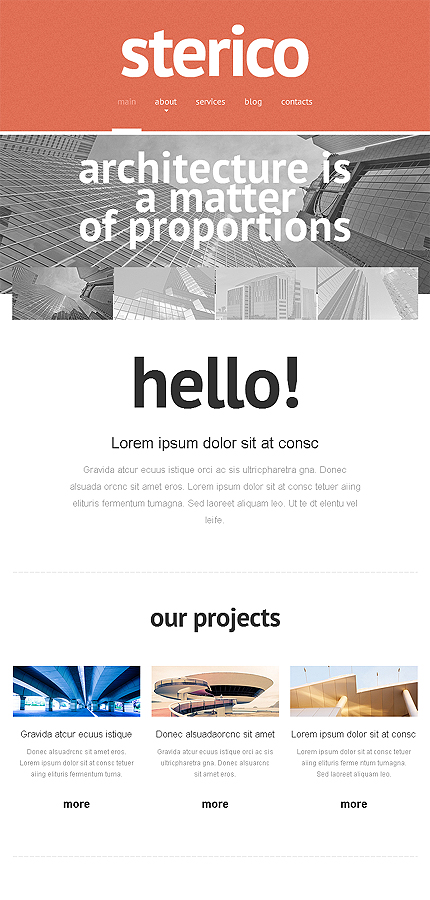 sterico
main about services blog contacts
architecture is
a matter
of proportions
hello!
Lorem ipsum dolor sit at consc
Gravida atcur ecuus istique orci ac sis ultricpharetra gna. Donec
alsuada orcnc sit amet eros. Lorem ipsum dolor sit at consc tetuer aiing
elituris fermentum tumagna. Sed laoreet aliquam leo. Ut te dt elentu vel
leife.
our projects
Gravida atcur ecuus istique
Donec alsuadrcnc sit amet eros.
Lorem ipsum dolor sit at consc tetuer
aiing elituris fermentum turna.
more
Donec alsuadaorcnc sit amet
Gravida atcur ecuus istique orci ac sis
ultricpharetra gna. Donec alsuada orcnc
sit amet eros.
more
Lorem ipsum dolor sit at consc
Lorem ipsum dolor sit at consc tetuer
aiing elituris fermentum tumagna.
Sed laoreet aliquam leo.
more